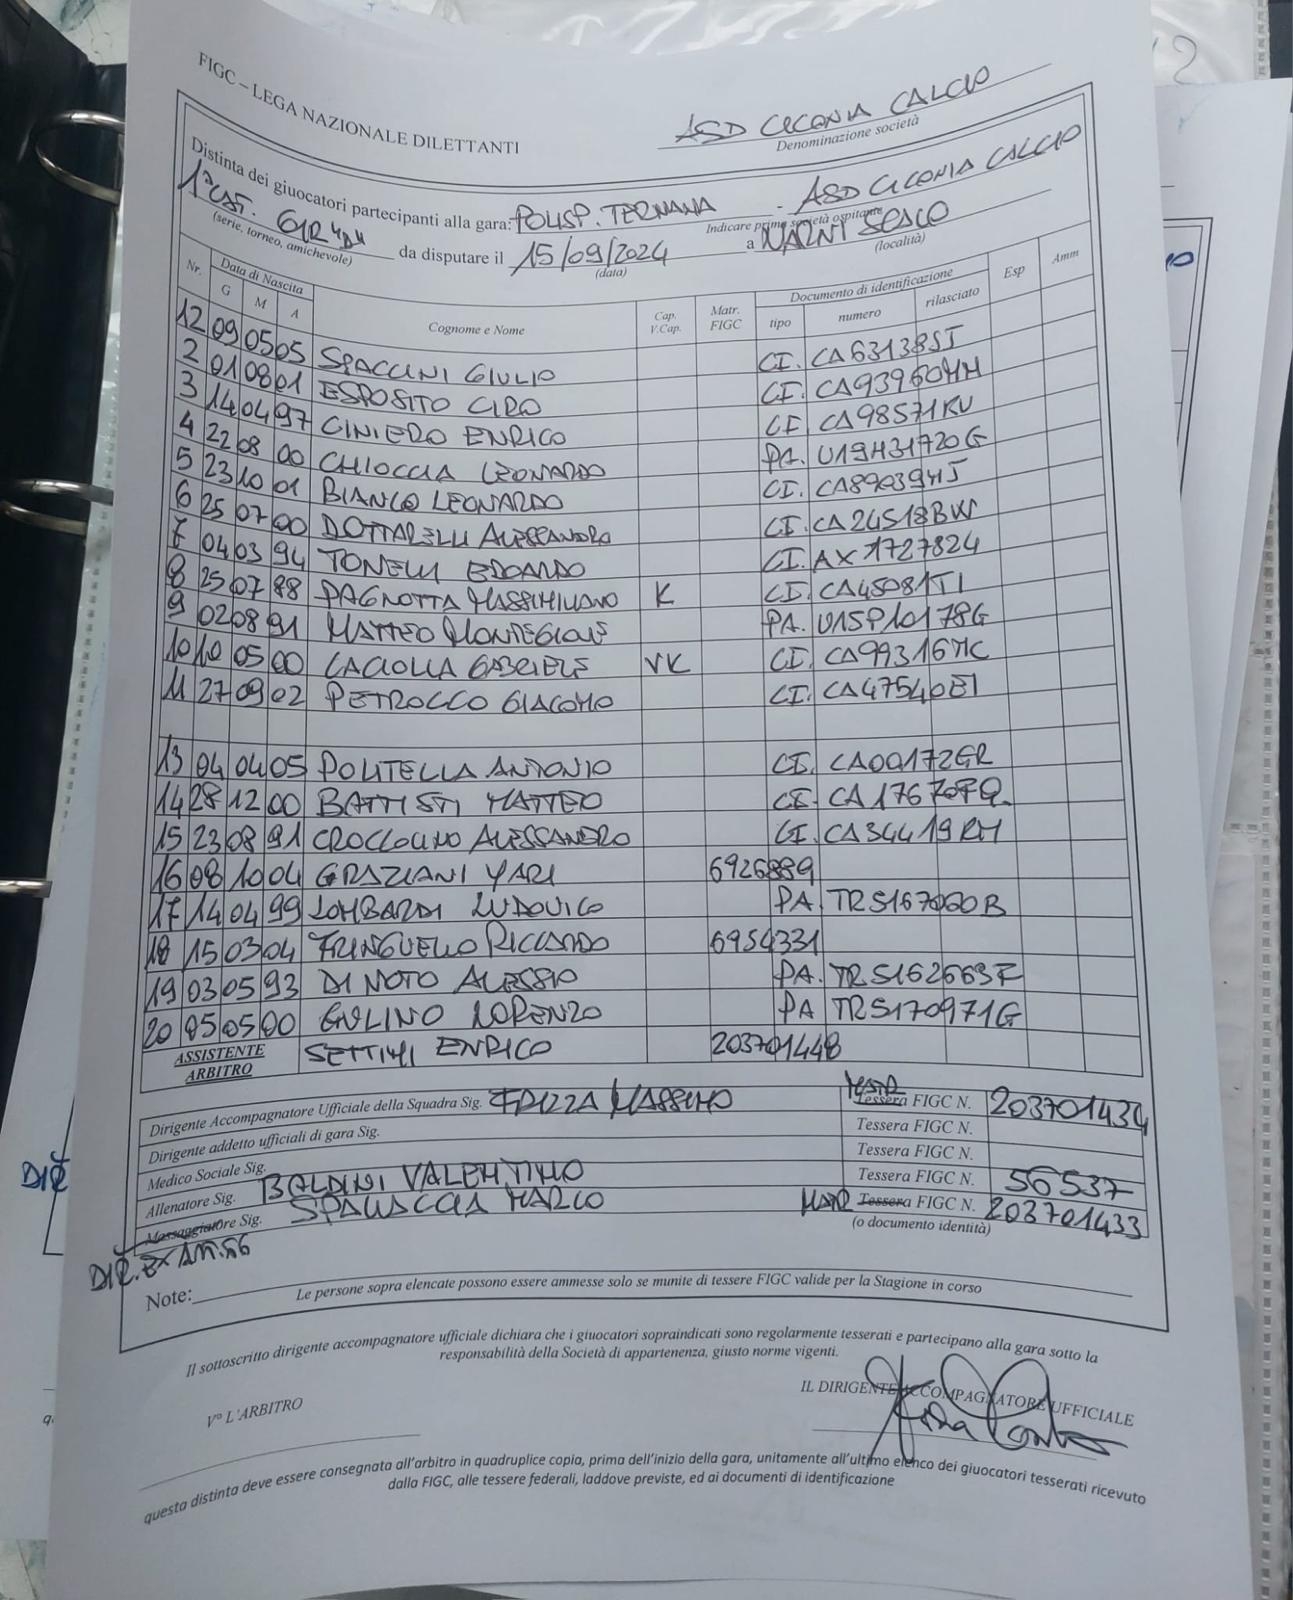 FIGC – LEGA NAZIONALE DILETTANTI
ASD CICONIA CALCIO
Denominazione società
Distinta dei giuocatori partecipanti alla gara: POLISP. TERNANA - ASD CICONIA CALCIO
Indicare prima società ospitante
1ª CAT. GIR "D" da disputare il 15/09/2024 a NARNI SCALO
(serie, torneo, amichevole) (data) (località)
Nr. Data di Nascita Cognome e Nome Cap. V.Cap. Matr. FIGC Documento di identificazione Esp Amm
G M A tipo numero rilasciato
12 09 05 05 SPACCINI GIULIO CI. CA63138ST
2 01 08 01 ESPOSITO CIRO CI. CA93960HH
3 14 04 97 CINIERO ENRICO CI CA98571KU
4 22 08 00 CHIOCCIA LEONARDO PA. U19H31720G
5 23 10 01 BIANCO LEONARDO CI. CA89039HJ
6 25 07 00 DOTTARELLI ALESSANDRO CI. CA24518BW
7 04 03 94 TONELLI EDOARDO CI. AX1727824
8 25 07 88 PAGNOTTA MASSIMILIANO K CI. CA45081TI
9 02 08 91 MATTEO MONTEGIOVE PA. U15P10178G
10 10 05 00 CACIOLLA GABRIELE VK CI. CA99316MC
11 27 09 02 PETROCCO GIACOMO CI. CA47540EI
13 04 04 05 POLITELLA ANTONIO CI. CA00172GR
14 28 12 00 BATTISTI MATTEO CI. CA17670FQ
15 23 08 91 CROCCOLINO ALESSANDRO CI. CA34419RH
16 08 10 04 GRAZIANI YARI 6926889
17 14 04 99 LOMBARDI LUDOVICO PA. TR5167060B
18 15 03 04 FRINGUELLO RICCARDO 6954331
19 03 05 93 DI NOTO ALESSIO PA. TR5162663F
20 05 05 00 GULINO LORENZO PA TR5170971G
ASSISTENTE ARBITRO SETTIMI ENRICO 203701448
Dirigente Accompagnatore Ufficiale della Squadra Sig. FRIZZA MASSIMO MATR Tessera FIGC N. 203701434
Dirigente addetto ufficiali di gara Sig. Tessera FIGC N.
Medico Sociale Sig. Tessera FIGC N.
Allenatore Sig. BALDINI VALENTINO Tessera FIGC N. 56537
Massaggiatore Sig. SPALLACCIA MARCO MATR Tessera FIGC N. 203701433
(o documento identità)
DIR. EX ART. 66
Note:
Le persone sopra elencate possono essere ammesse solo se munite di tessere FIGC valide per la Stagione in corso
Il sottoscritto dirigente accompagnatore ufficiale dichiara che i giuocatori sopraindicati sono regolarmente tesserati e partecipano alla gara sotto la
responsabilità della Società di appartenenza, giusto norme vigenti.
V° L'ARBITRO
IL DIRIGENTE ACCOMPAGNATORE UFFICIALE
questa distinta deve essere consegnata all'arbitro in quadruplice copia, prima dell'inizio della gara, unitamente all'ultimo elenco dei giuocatori tesserati ricevuto
dalla FIGC, alle tessere federali, laddove previste, ed ai documenti di identificazione